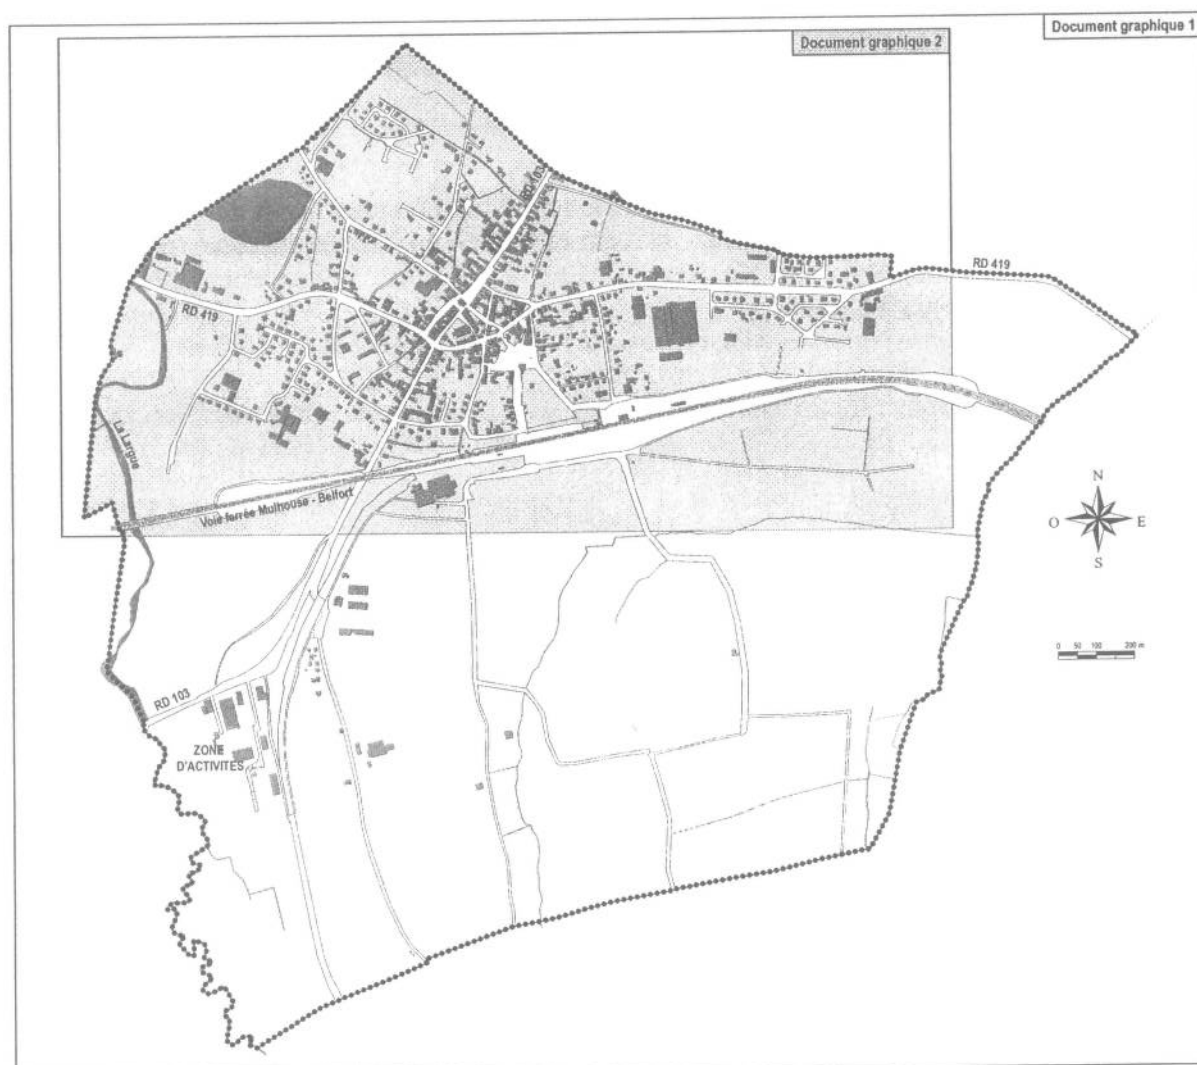 Document graphique 1
Document graphique 2
RD 103
RD 419
RD 419
La Largue
Voie ferrée Mulhouse - Belfort
N
O
E
S
0 50 100 200 m
RD 103
ZONE
D'ACTIVITES